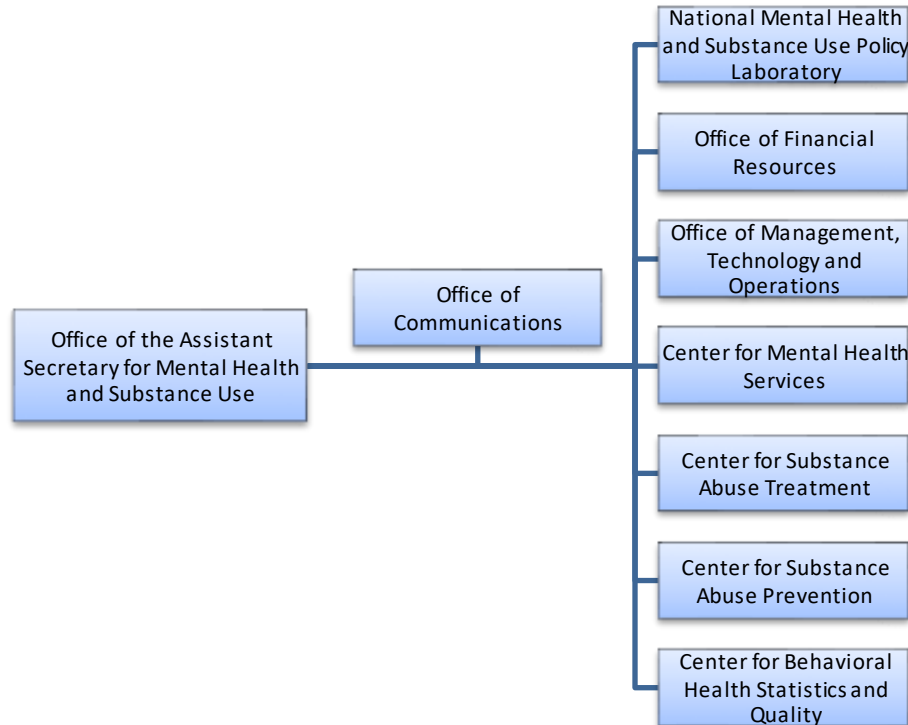 National Mental Health
and Substance Use Policy
Laboratory
Office of Financial
Resources
Office of Management,
Technology and
Operations
Office of
Communications
Office of the Assistant
Secretary for Mental Health
and Substance Use
Center for Mental Health
Services
Center for Substance
Abuse Treatment
Center for Substance
Abuse Prevention
Center for Behavioral
Health Statistics and
Quality